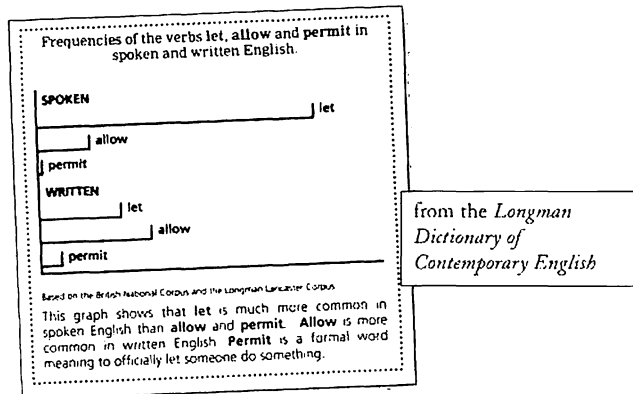 Frequencies of the verbs let, allow and permit in
spoken and written English.
SPOKEN
let
allow
permit
WRITTEN
let
allow
permit
Based on the British National Corpus and the Longman Lancaster Corpus
This graph shows that let is much more common in
spoken English than allow and permit. Allow is more
common in written English. Permit is a formal word
meaning to officially let someone do something.
from the Longman
Dictionary of
Contemporary English